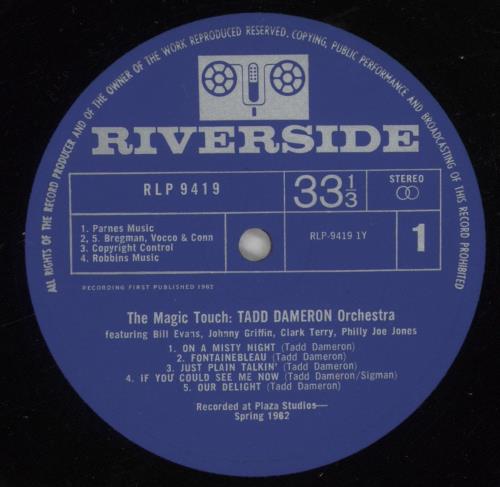 ALL RIGHTS OF THE RECORD PRODUCER AND OF THE OWNER OF THE WORK REPRODUCED RESERVED. COPYING, PUBLIC PERFORMANCE AND BROADCASTING OF THIS RECORD PROHIBITED
RIVERSIDE
RLP 9419
33 1/3
STEREO
1. Parnes Music
2, 5. Bregman, Vocco & Conn
3. Copyright Control
4. Robbins Music
RLP-9419 1Y
1
RECORDING FIRST PUBLISHED 1962
The Magic Touch: TADD DAMERON Orchestra
featuring Bill Evans, Johnny Griffin, Clark Terry, Philly Joe Jones
1. ON A MISTY NIGHT (Tadd Dameron)
2. FONTAINEBLEAU (Tadd Dameron)
3. JUST PLAIN TALKIN' (Tadd Dameron)
4. IF YOU COULD SEE ME NOW (Tadd Dameron/Sigman)
5. OUR DELIGHT (Tadd Dameron)
Recorded at Plaza Studios—
Spring 1962